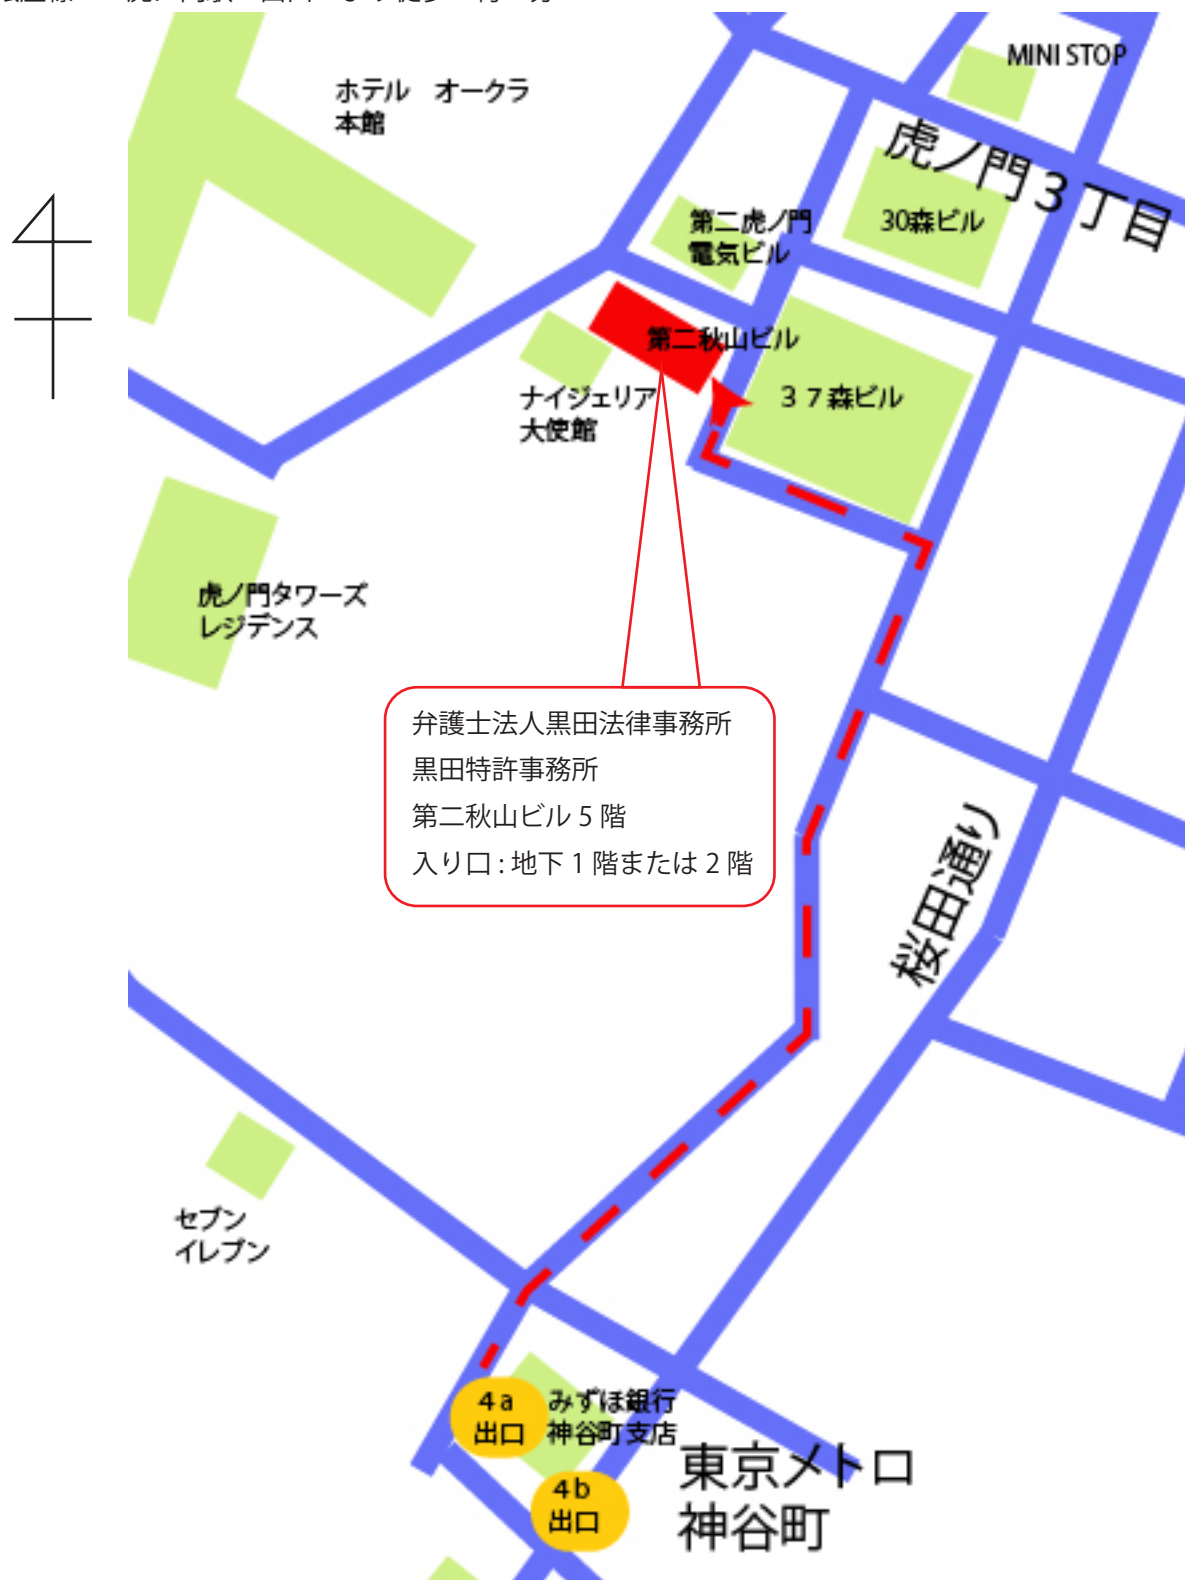 MINI STOP
ホテル　オークラ
本館
虎ノ門３丁目
第二虎ノ門
電気ビル
30森ビル
第二秋山ビル
ナイジェリア
大使館
３７森ビル
虎ノ門タワーズ
レジデンス
弁護士法人黒田法律事務所
黒田特許事務所
第二秋山ビル 5 階
入り口 : 地下 1 階または 2 階
桜田通り
セブン
イレブン
4a
出口
みずほ銀行
神谷町支店
4b
出口
東京メトロ
神谷町